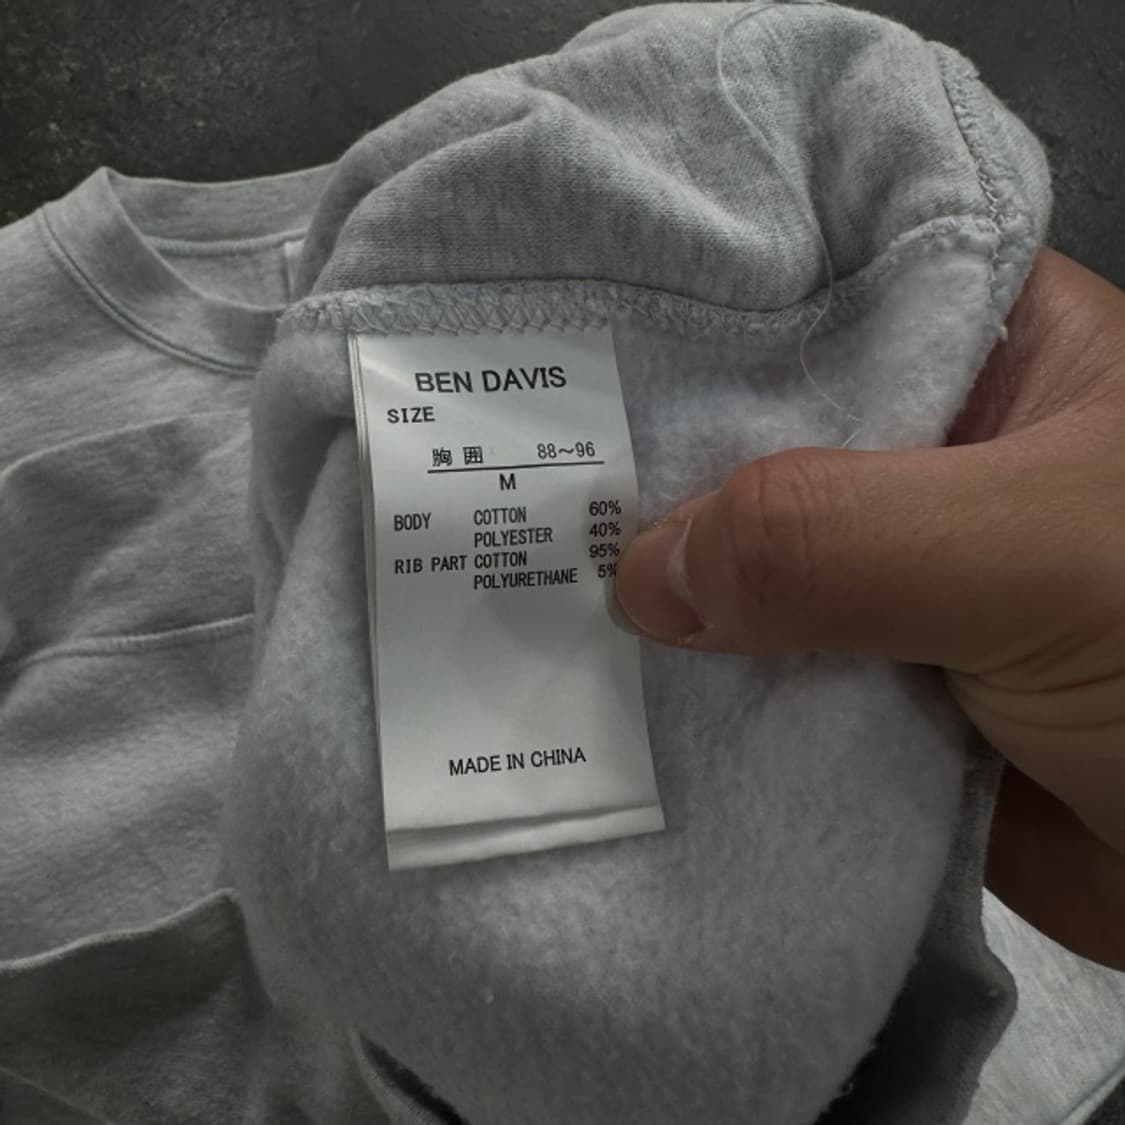 BEN DAVIS
SIZE
胸囲 88〜96
M
BODY COTTON 60%
POLYESTER 40%
RIB PART COTTON 95%
POLYURETHANE 5%
MADE IN CHINA